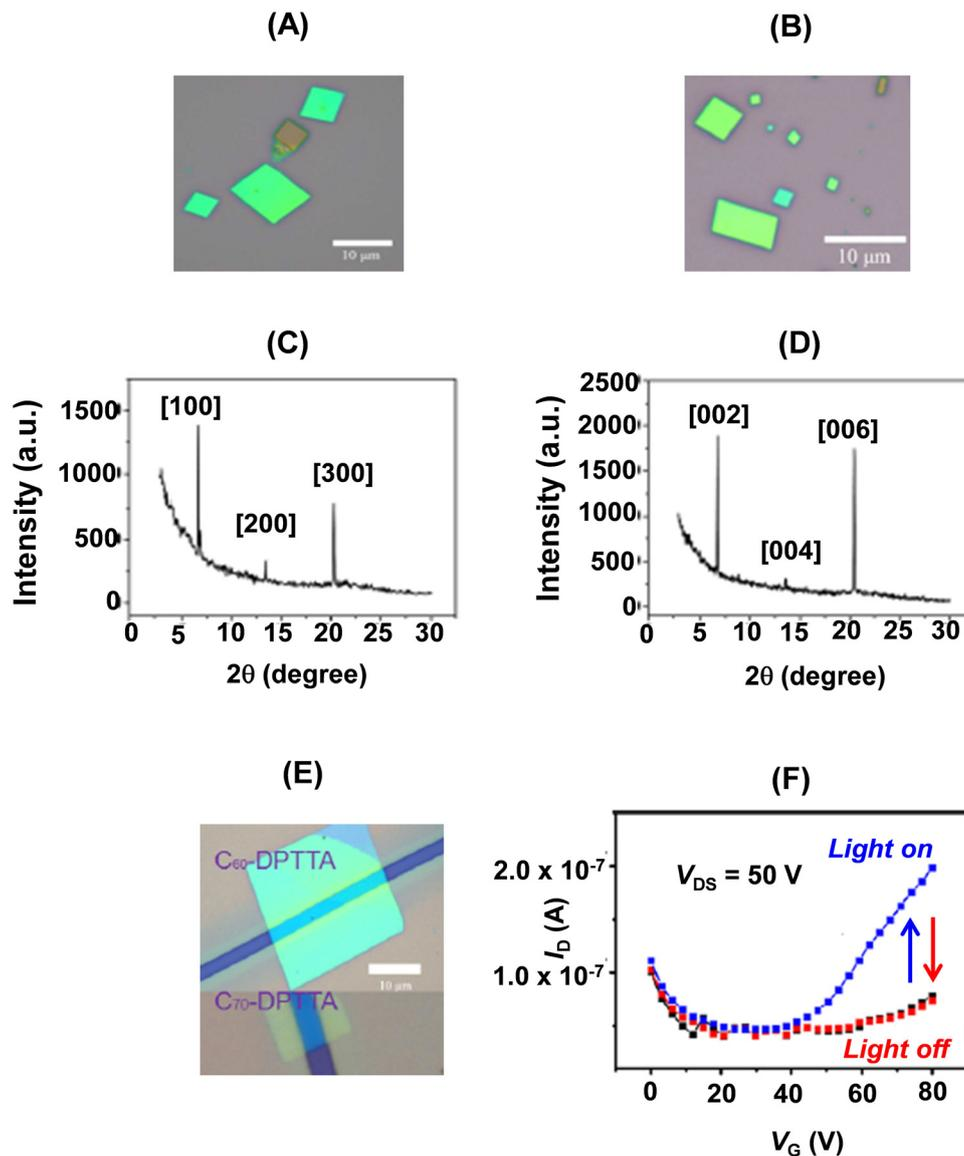 (A)
(B)
10 μm
10 μm
(C)
(D)
Intensity (a.u.)
1500
1000
500
0
[100]
[200]
[300]
0 5 10 15 20 25 30
2θ (degree)
Intensity (a.u.)
2500
2000
1500
1000
500
0
[002]
[004]
[006]
0 5 10 15 20 25 30
2θ (degree)
(E)
C60-DPTTA
10 μm
C70-DPTTA
(F)
Light on
2.0 x 10⁻⁷
VDS = 50 V
ID (A)
1.0 x 10⁻⁷
Light off
0 20 40 60 80
VG (V)